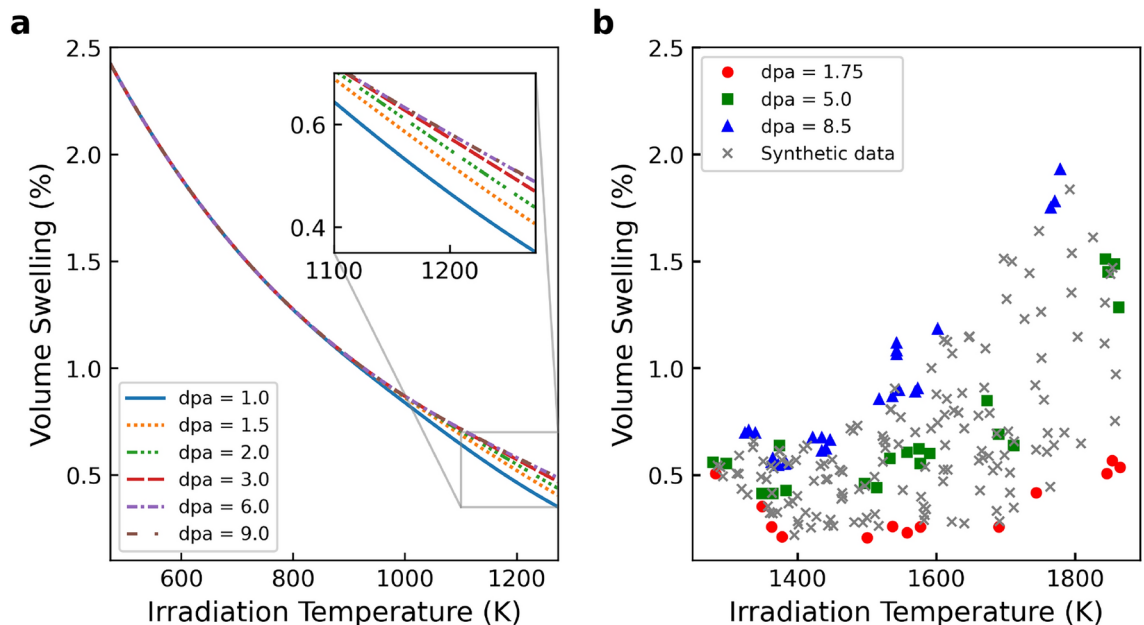 a
2.5
2.0
1.5
1.0
0.5
Volume Swelling (%)
600
800
1000
1200
Irradiation Temperature (K)
0.6
0.4
1100
1200
dpa = 1.0
dpa = 1.5
dpa = 2.0
dpa = 3.0
dpa = 6.0
dpa = 9.0
b
2.5
2.0
1.5
1.0
0.5
Volume Swelling (%)
1400
1600
1800
Irradiation Temperature (K)
dpa = 1.75
dpa = 5.0
dpa = 8.5
Synthetic data